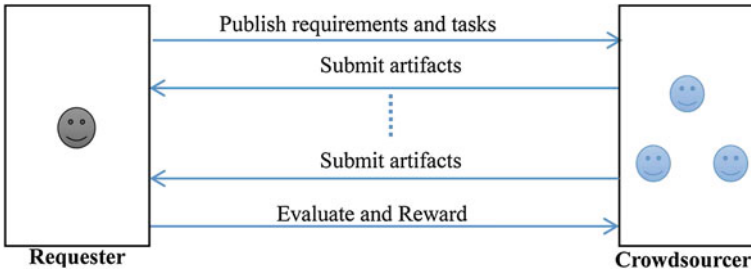 Publish requirements and tasks
Submit artifacts
Submit artifacts
Evaluate and Reward
Requester
Crowdsourcer